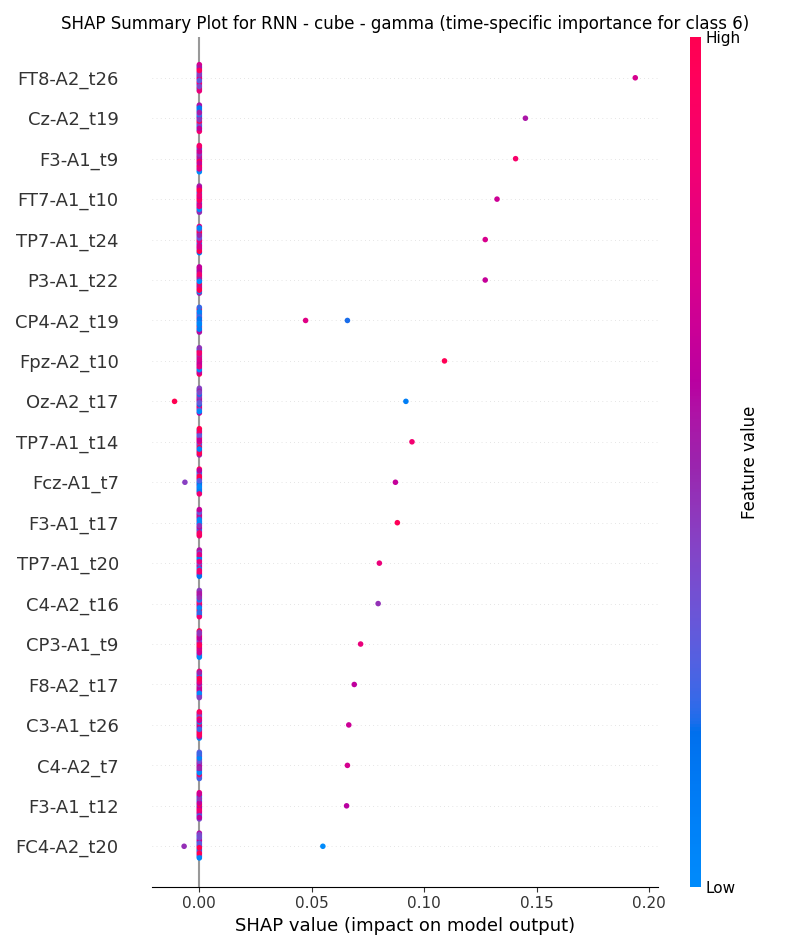 SHAP Summary Plot for RNN - cube - gamma (time-specific importance for class 6)
High
FT8-A2_t26
Cz-A2_t19
F3-A1_t9
FT7-A1_t10
TP7-A1_t24
P3-A1_t22
CP4-A2_t19
Fpz-A2_t10
Oz-A2_t17
TP7-A1_t14
Fcz-A1_t7
F3-A1_t17
TP7-A1_t20
C4-A2_t16
CP3-A1_t9
F8-A2_t17
C3-A1_t26
C4-A2_t7
F3-A1_t12
FC4-A2_t20
Feature value
Low
0.00 0.05 0.10 0.15 0.20
SHAP value (impact on model output)